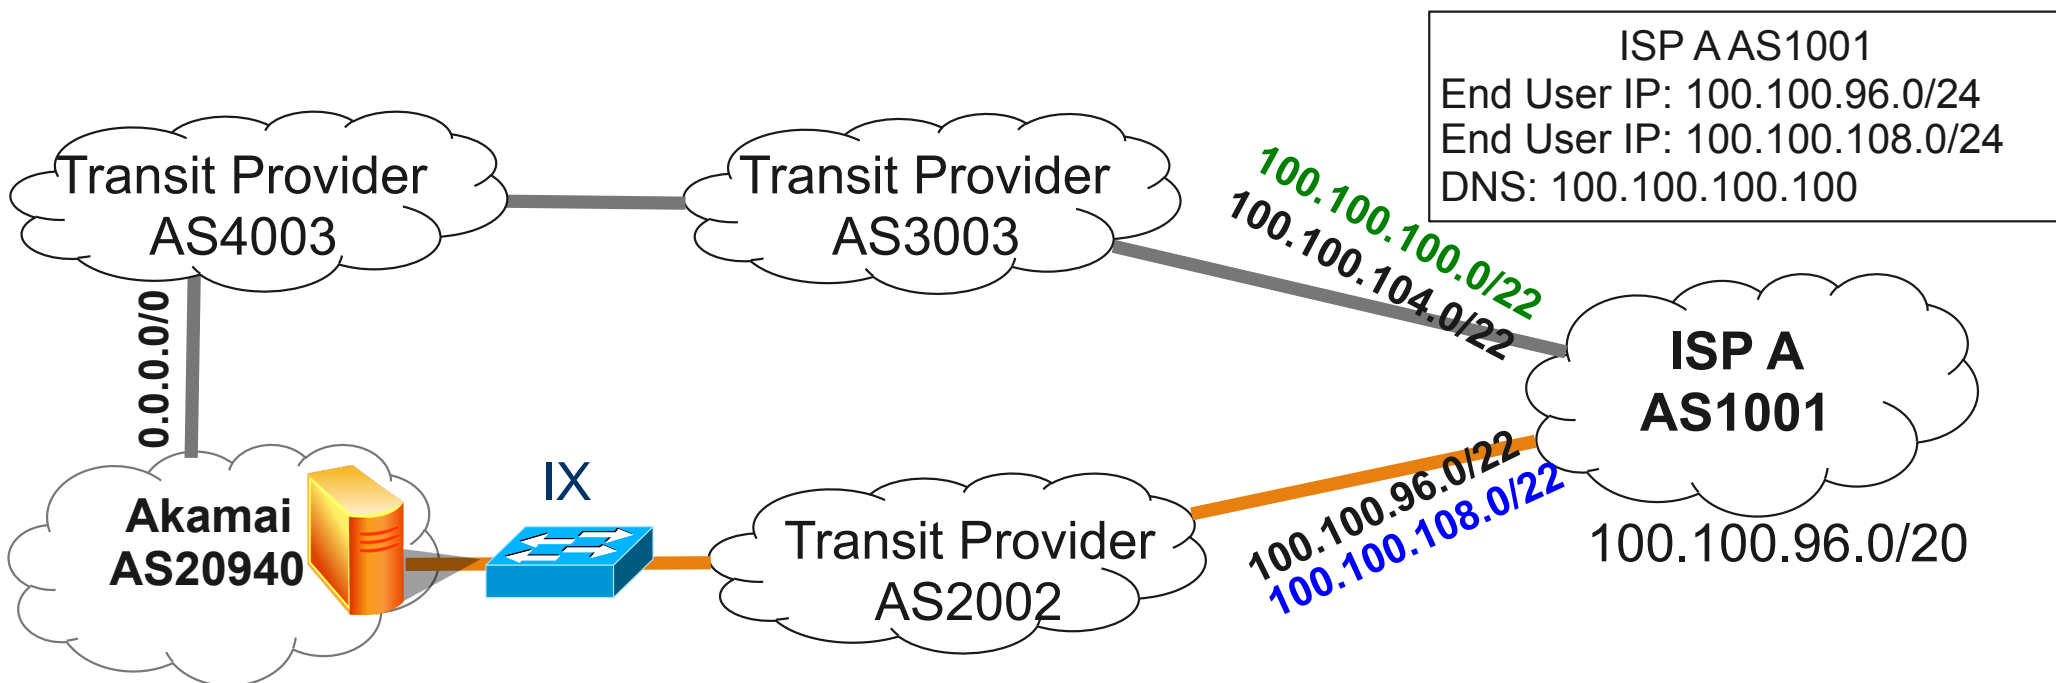 ISP A AS1001
End User IP: 100.100.96.0/24
End User IP: 100.100.108.0/24
DNS: 100.100.100.100
Transit Provider
AS4003
Transit Provider
AS3003
100.100.100.0/22
100.100.104.0/22
0.0.0.0/0
ISP A
AS1001
100.100.96.0/20
Akamai
AS20940
IX
Transit Provider
AS2002
100.100.96.0/22
100.100.108.0/22